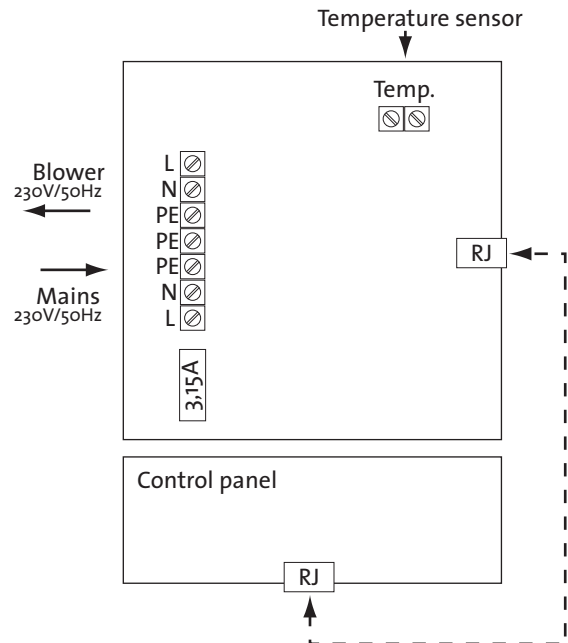 Temperature sensor
Temp.
Blower
230V/50Hz
Mains
230V/50Hz
L
N
PE
PE
PE
N
L
RJ
3,15A
Control panel
RJ